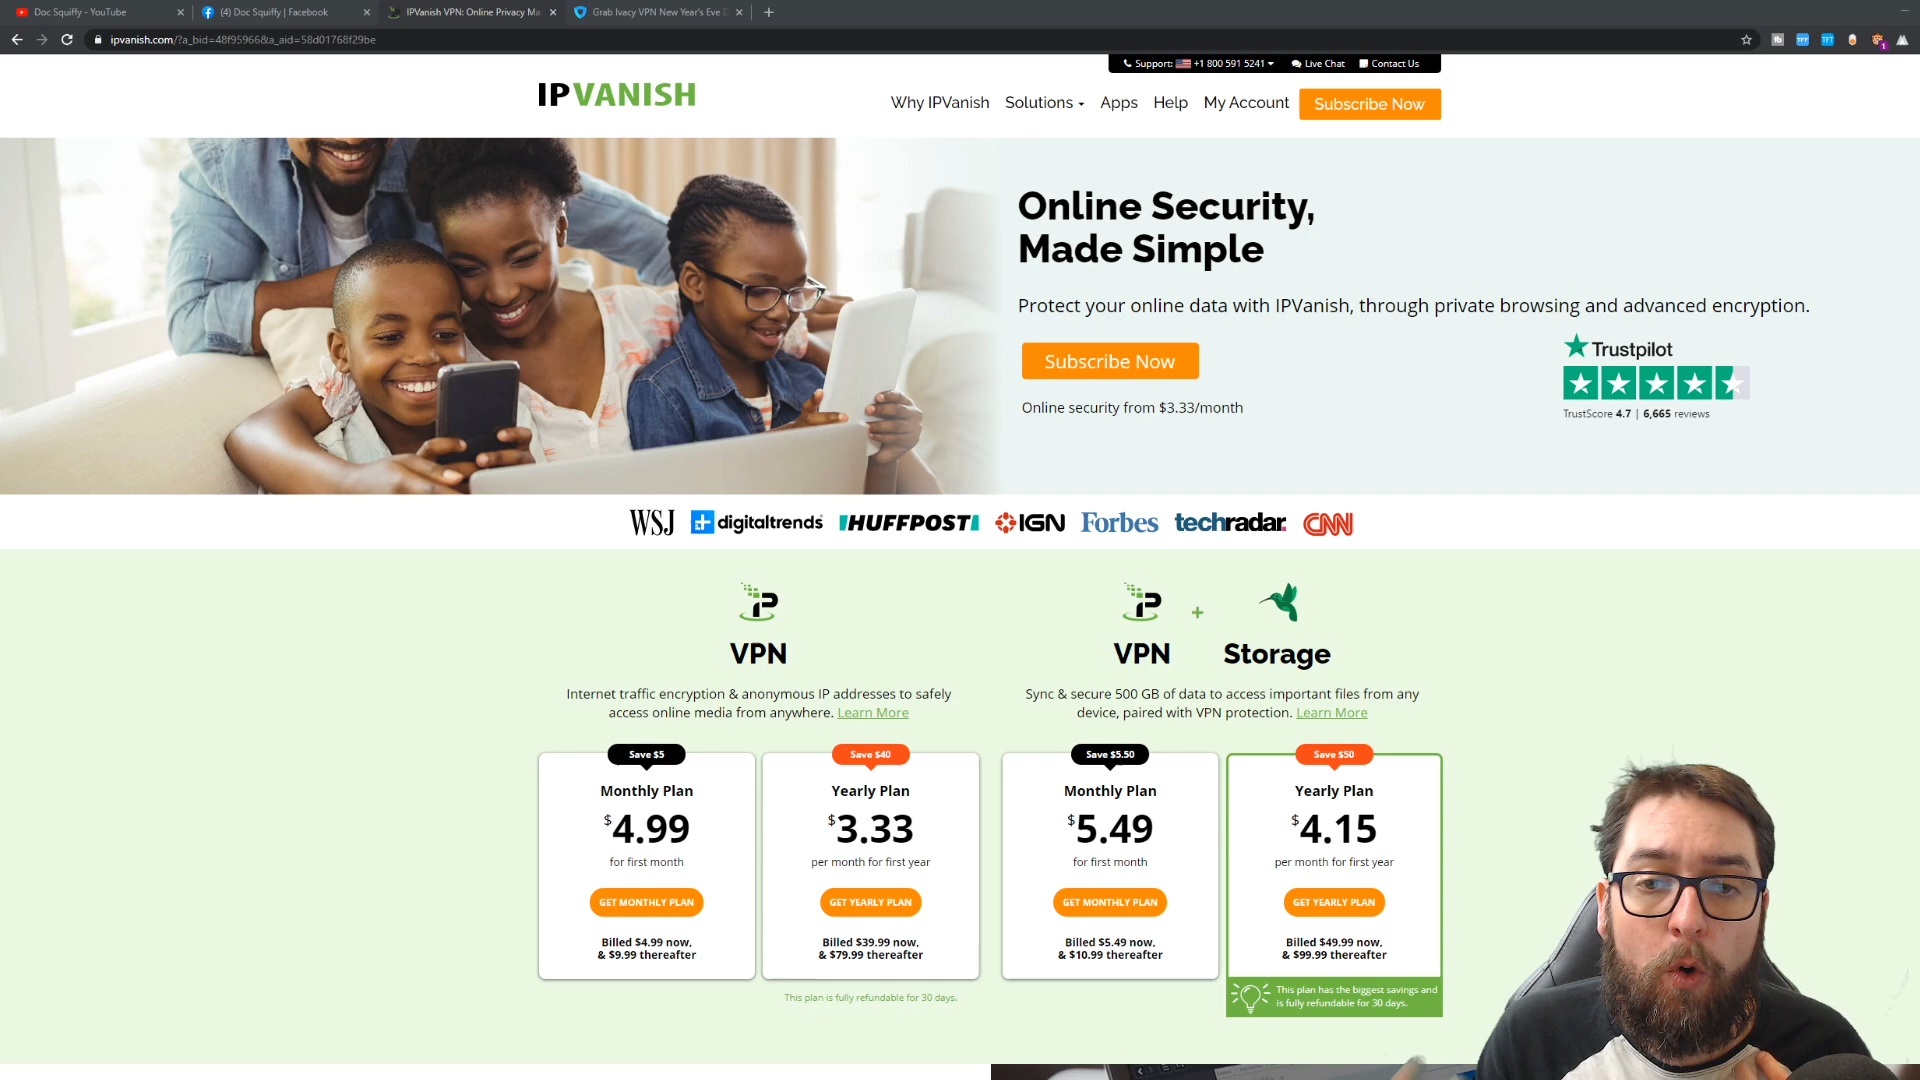 Doc Squiffy - YouTube
(4) Doc Squiffy | Facebook
IPVanish VPN: Online Privacy Ma
Grab Ivacy VPN New Year's Eve D
ipvanish.com/?a_bid=48f95966&a_aid=58d01768f29be
Support: +1 800 591 5241
Live Chat
Contact Us
IPVANISH
Why IPVanish
Solutions
Apps
Help
My Account
Subscribe Now
Online Security,
Made Simple
Protect your online data with IPVanish, through private browsing and advanced encryption.
Subscribe Now
Online security from $3.33/month
Trustpilot
TrustScore 4.7 | 6,665 reviews
WSJ digitaltrends HUFFPOST IGN Forbes techradar. CNN
VPN
Internet traffic encryption & anonymous IP addresses to safely
access online media from anywhere. Learn More
VPN + Storage
Sync & secure 500 GB of data to access important files from any
device, paired with VPN protection. Learn More
Save $5
Monthly Plan
$4.99
for first month
GET MONTHLY PLAN
Billed $4.99 now,
& $9.99 thereafter
Save $40
Yearly Plan
$3.33
per month for first year
GET YEARLY PLAN
Billed $39.99 now,
& $79.99 thereafter
This plan is fully refundable for 30 days.
Save $5.50
Monthly Plan
$5.49
for first month
GET MONTHLY PLAN
Billed $5.49 now,
& $10.99 thereafter
Save $50
Yearly Plan
$4.15
per month for first year
GET YEARLY PLAN
Billed $49.99 now,
& $99.99 thereafter
This plan has the biggest savings and
is fully refundable for 30 days.